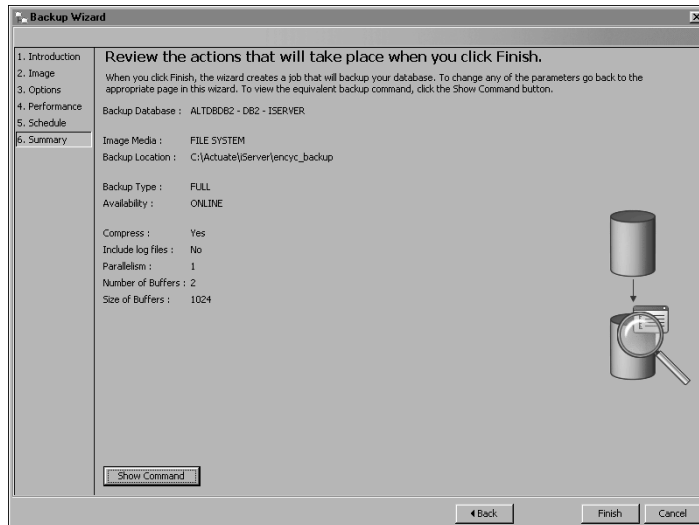 Backup Wizard
1. Introduction
2. Image
3. Options
4. Performance
5. Schedule
6. Summary
Review the actions that will take place when you click Finish.
When you click Finish, the wizard creates a job that will backup your database. To change any of the parameters go back to the
appropriate page in this wizard. To view the equivalent backup command, click the Show Command button.
Backup Database : ALTDBDB2 - DB2 - ISERVER
Image Media : FILE SYSTEM
Backup Location : C:\Actuate\iServer\encyc_backup
Backup Type : FULL
Availability : ONLINE
Compress : Yes
Include log files : No
Parallelism : 1
Number of Buffers : 2
Size of Buffers : 1024
Show Command
Back
Finish
Cancel